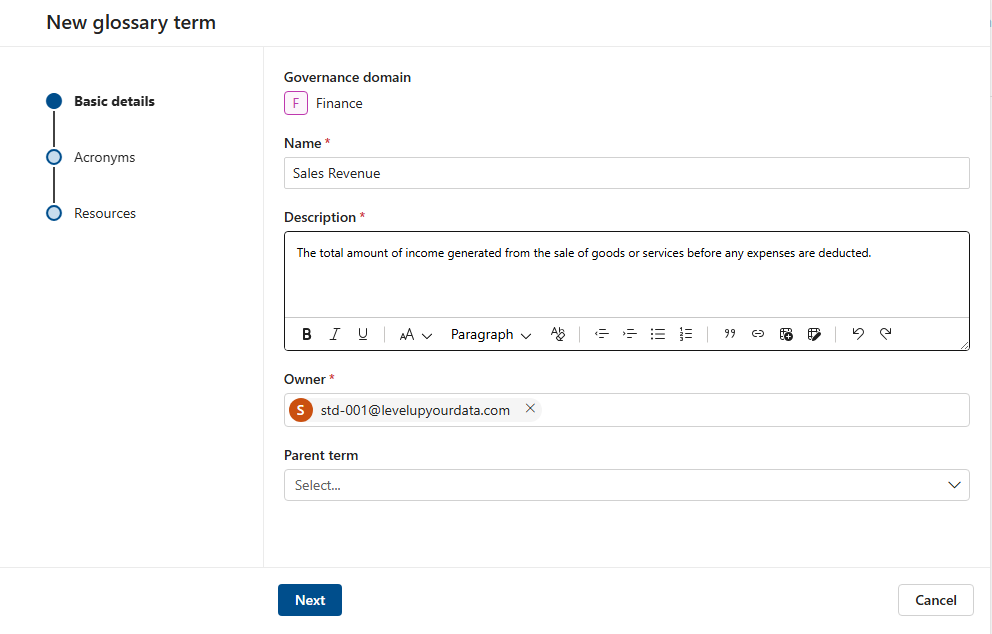 New glossary term
Basic details
Acronyms
Resources
Governance domain
F Finance
Name *
Sales Revenue
Description *
The total amount of income generated from the sale of goods or services before any expenses are deducted.
B I U AA Paragraph Ab
Owner *
S std-001@levelupyourdata.com
Parent term
Select...
Next
Cancel